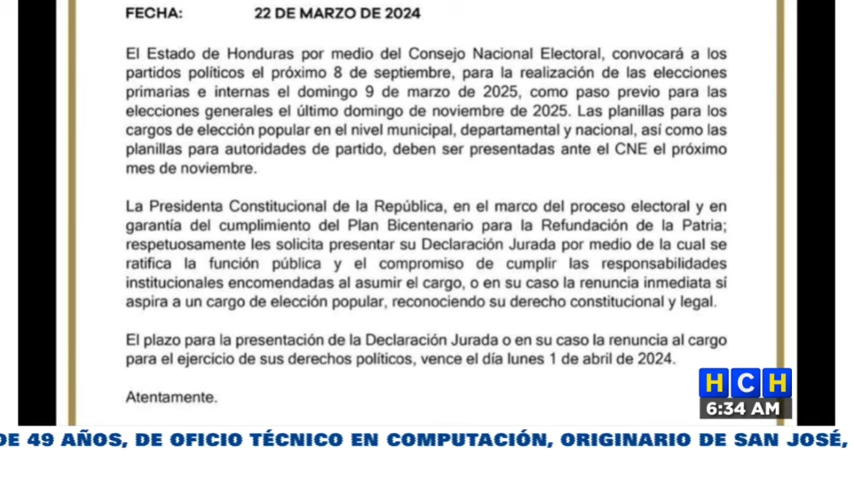 FECHA: 22 DE MARZO DE 2024
El Estado de Honduras por medio del Consejo Nacional Electoral, convocará a los
partidos políticos el próximo 8 de septiembre, para la realización de las elecciones
primarias e internas el domingo 9 de marzo de 2025, como paso previo para las
elecciones generales el último domingo de noviembre de 2025. Las planillas para los
cargos de elección popular en el nivel municipal, departamental y nacional, así como las
planillas para autoridades de partido, deben ser presentadas ante el CNE el próximo
mes de noviembre.
La Presidenta Constitucional de la República, en el marco del proceso electoral y en
garantía del cumplimiento del Plan Bicentenario para la Refundación de la Patria;
respetuosamente les solicita presentar su Declaración Jurada por medio de la cual se
ratifica la función pública y el compromiso de cumplir las responsabilidades
institucionales encomendadas al asumir el cargo, o en su caso la renuncia inmediata sí
aspira a un cargo de elección popular, reconociendo su derecho constitucional y legal.
El plazo para la presentación de la Declaración Jurada o en su caso la renuncia al cargo
para el ejercicio de sus derechos políticos, vence el día lunes 1 de abril de 2024.
Atentamente.
HCH
6:34 AM
DE 49 AÑOS, DE OFICIO TÉCNICO EN COMPUTACIÓN, ORIGINARIO DE SAN JOSÉ,